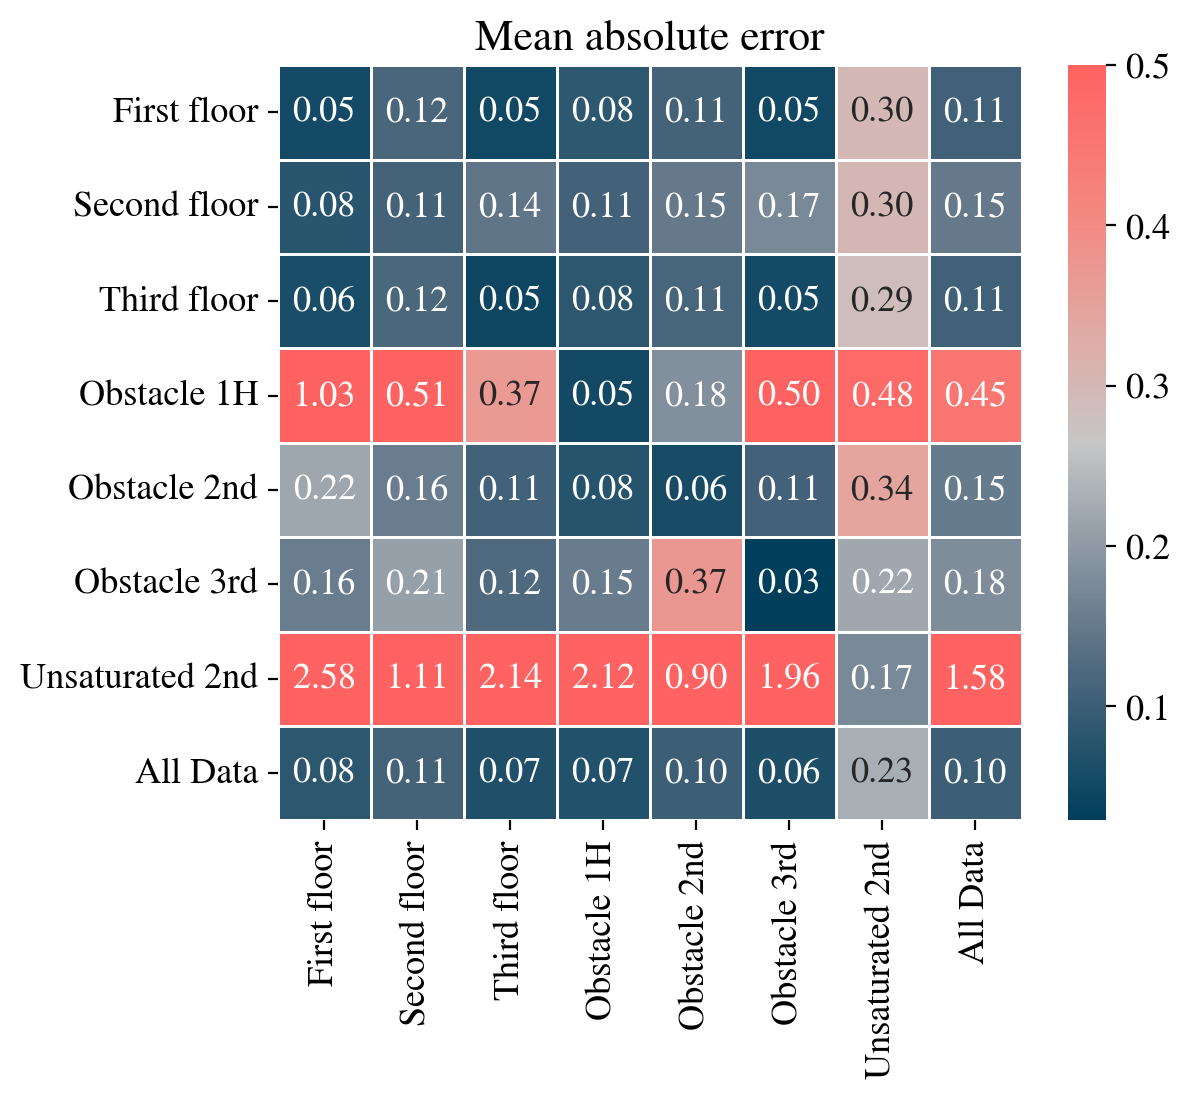 Mean absolute error
First floor 0.05 0.12 0.05 0.08 0.11 0.05 0.30 0.11
Second floor 0.08 0.11 0.14 0.11 0.15 0.17 0.30 0.15
Third floor 0.06 0.12 0.05 0.08 0.11 0.05 0.29 0.11
Obstacle 1H 1.03 0.51 0.37 0.05 0.18 0.50 0.48 0.45
Obstacle 2nd 0.22 0.16 0.11 0.08 0.06 0.11 0.34 0.15
Obstacle 3rd 0.16 0.21 0.12 0.15 0.37 0.03 0.22 0.18
Unsaturated 2nd 2.58 1.11 2.14 2.12 0.90 1.96 0.17 1.58
All Data 0.08 0.11 0.07 0.07 0.10 0.06 0.23 0.10
First floor
Second floor
Third floor
Obstacle 1H
Obstacle 2nd
Obstacle 3rd
Unsaturated 2nd
All Data
0.5
0.4
0.3
0.2
0.1